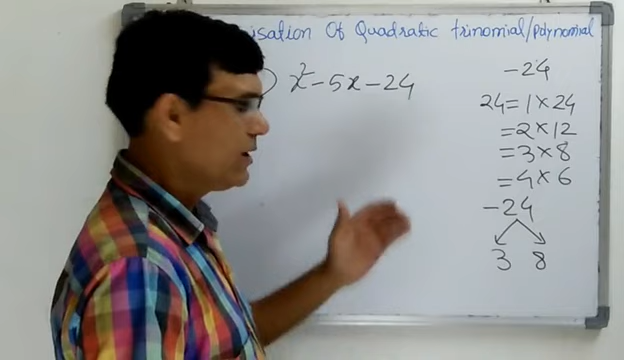 isation Of Quadratic trinomial/polynomial
) x² - 5x - 24
-24
24 = 1 × 24
= 2 × 12
= 3 × 8
= 4 × 6
-24
3 8